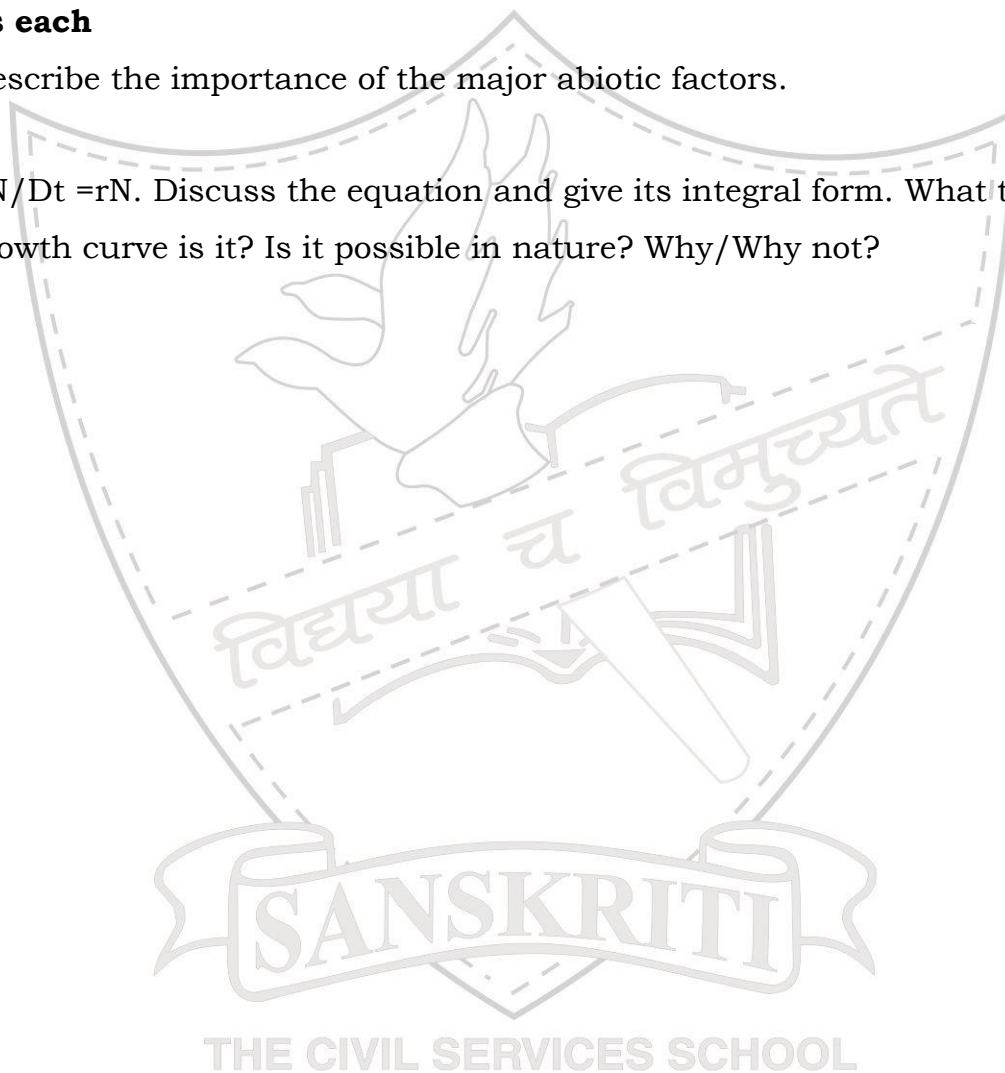 s each
escribe the importance of the major abiotic factors.
N/Dt =rN. Discuss the equation and give its integral form. What t
owth curve is it? Is it possible in nature? Why/Why not?
विद्यया च विमुच्यते
SANSKRITI
THE CIVIL SERVICES SCHOOL